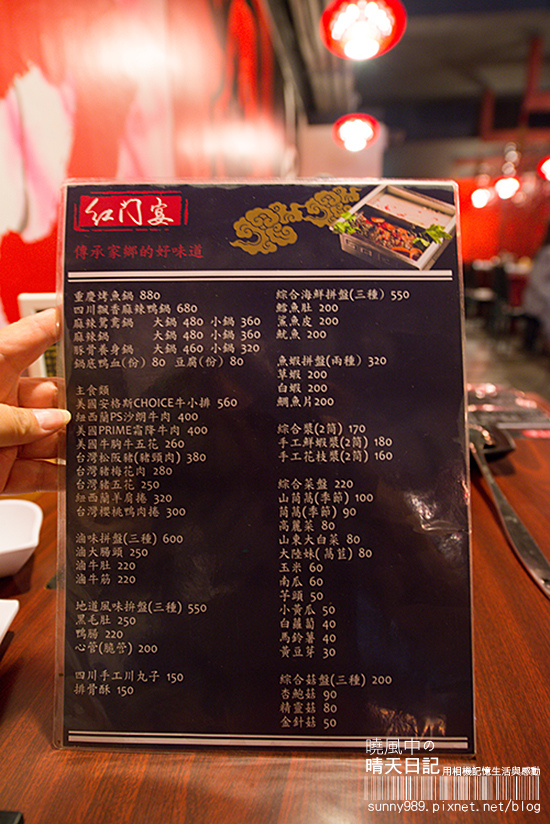 紅门宴
傳承家鄉的好味道
重慶烤魚鍋 880
四川飄香麻辣鴨鍋 680
麻辣鴛鴦鍋 大鍋 480 小鍋 360
麻辣鍋 大鍋 480 小鍋 360
豚骨養身鍋 大鍋 460 小鍋 320
鍋底鴨血(份) 80 豆腐(份) 80
主食類
美國安格斯CHOICE牛小排 560
紐西蘭PS沙朗牛肉 400
美國PRIME霜降牛肉 400
美國牛胸牛五花 260
台灣松阪豬(豬頭肉) 380
台灣豬梅花肉 280
台灣豬五花 250
紐西蘭羊肩捲 320
台灣櫻桃鴨肉捲 300
滷味拼盤(三種) 600
滷大腸頭 250
滷牛肚 220
滷牛筋 220
地道風味拚盤(三種) 550
黑毛肚 250
鴨腸 220
心管(脆管) 200
四川手工川丸子 150
排骨酥 150
綜合海鮮拼盤(三種) 550
鱈魚肚 200
鯊魚皮 200
魷魚 200
魚蝦拼盤(兩種) 320
草蝦 200
白蝦 200
鯛魚片200
綜合漿(2筒) 170
手工鮮蝦漿(2筒) 180
手工花枝漿(2筒) 160
綜合菜盤 220
山茼蒿(季節) 100
茼蒿(季節) 90
高麗菜 80
山東大白菜 80
大陸妹(萵苣) 80
玉米 60
南瓜 60
芋頭 50
小黃瓜 50
白蘿蔔 40
馬鈴薯 40
黃豆芽 30
綜合菇盤(三種) 200
杏鮑菇 90
精靈菇 80
金針菇 50
曉風中の
晴天日記 用相機記憶生活與感動
sunny989.pixnet.net/blog